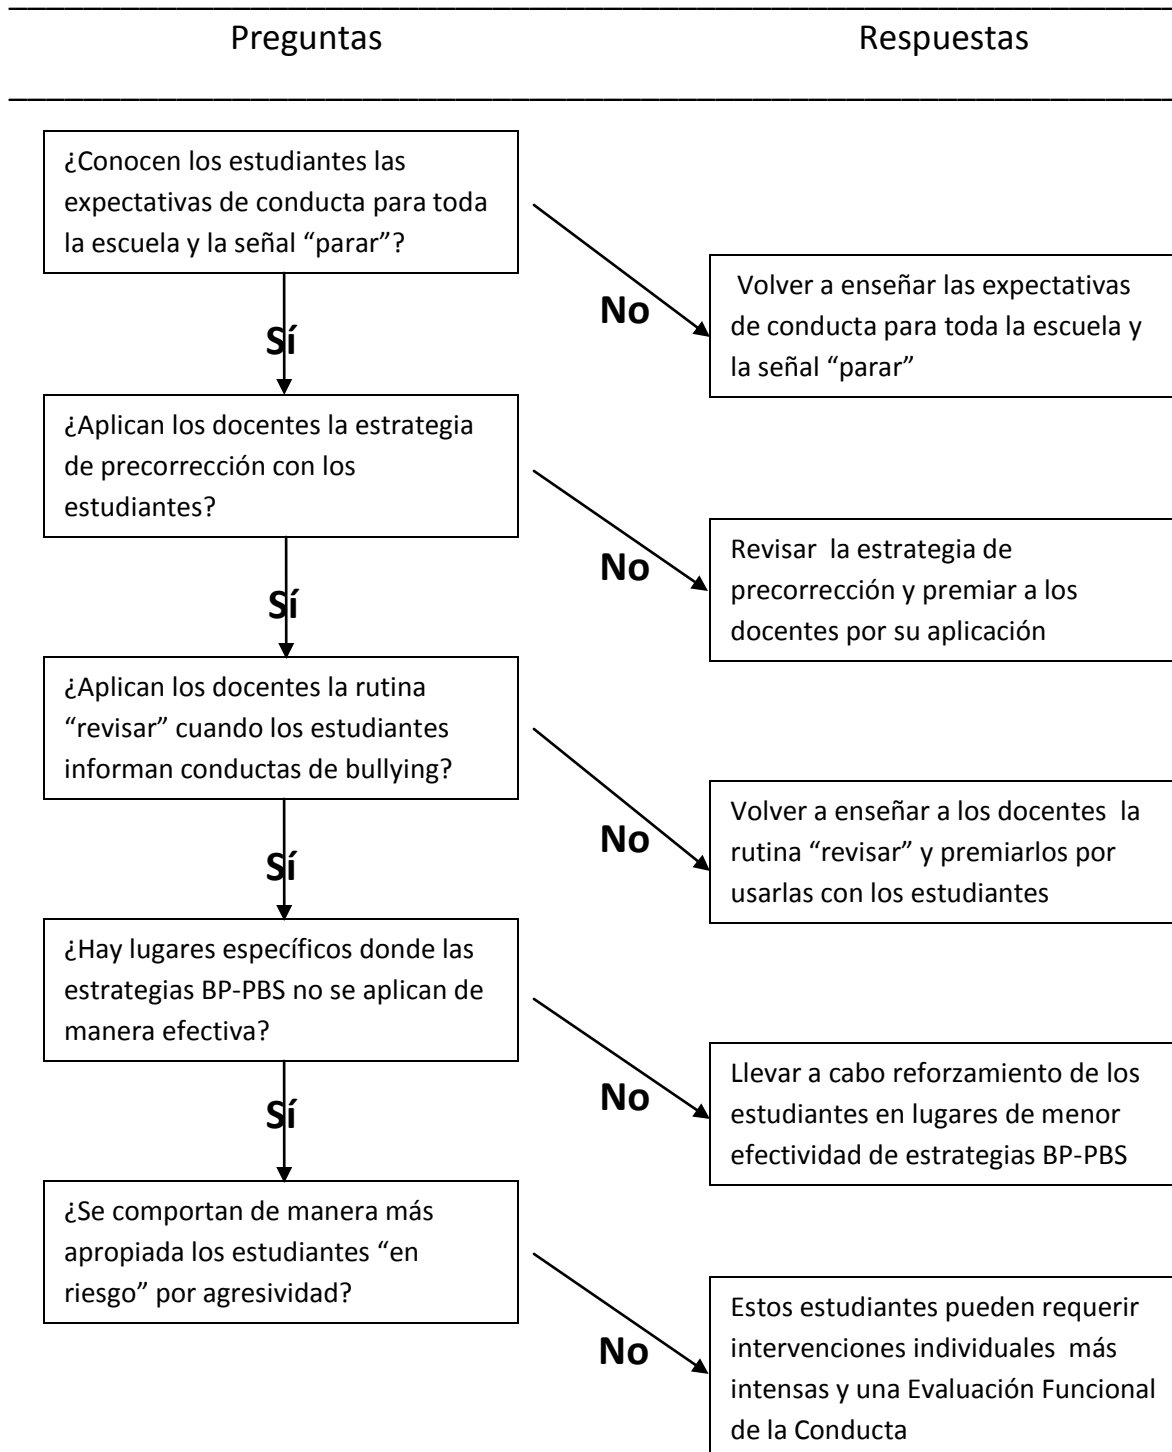 Preguntas
Respuestas
¿Conocen los estudiantes las
expectativas de conducta para toda
la escuela y la señal “parar”?
No
Volver a enseñar las expectativas
de conducta para toda la escuela y
la señal “parar”
Sí
¿Aplican los docentes la estrategia
de precorrección con los
estudiantes?
No
Revisar la estrategia de
precorrección y premiar a los
docentes por su aplicación
Sí
¿Aplican los docentes la rutina
“revisar” cuando los estudiantes
informan conductas de bullying?
No
Volver a enseñar a los docentes la
rutina “revisar” y premiarlos por
usarlas con los estudiantes
Sí
¿Hay lugares específicos donde las
estrategias BP-PBS no se aplican de
manera efectiva?
No
Llevar a cabo reforzamiento de los
estudiantes en lugares de menor
efectividad de estrategias BP-PBS
Sí
¿Se comportan de manera más
apropiada los estudiantes “en
riesgo” por agresividad?
No
Estos estudiantes pueden requerir
intervenciones individuales más
intensas y una Evaluación Funcional
de la Conducta